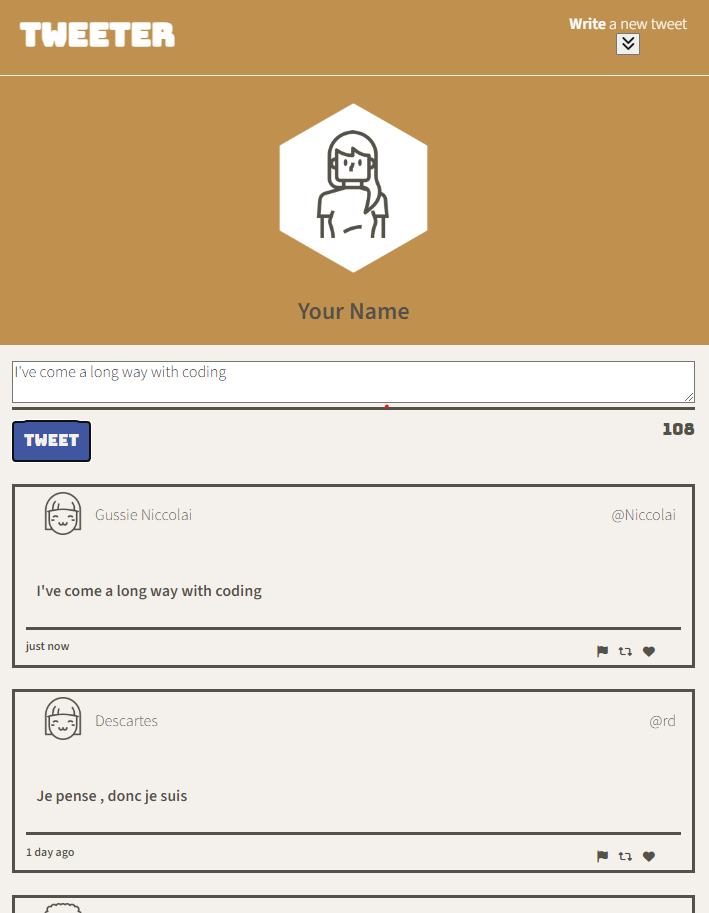 TWEETER
Write a new tweet
Your Name
I've come a long way with coding
TWEET
108
Gussie Niccolai
@Niccolai
I've come a long way with coding
just now
Descartes
@rd
Je pense , donc je suis
1 day ago